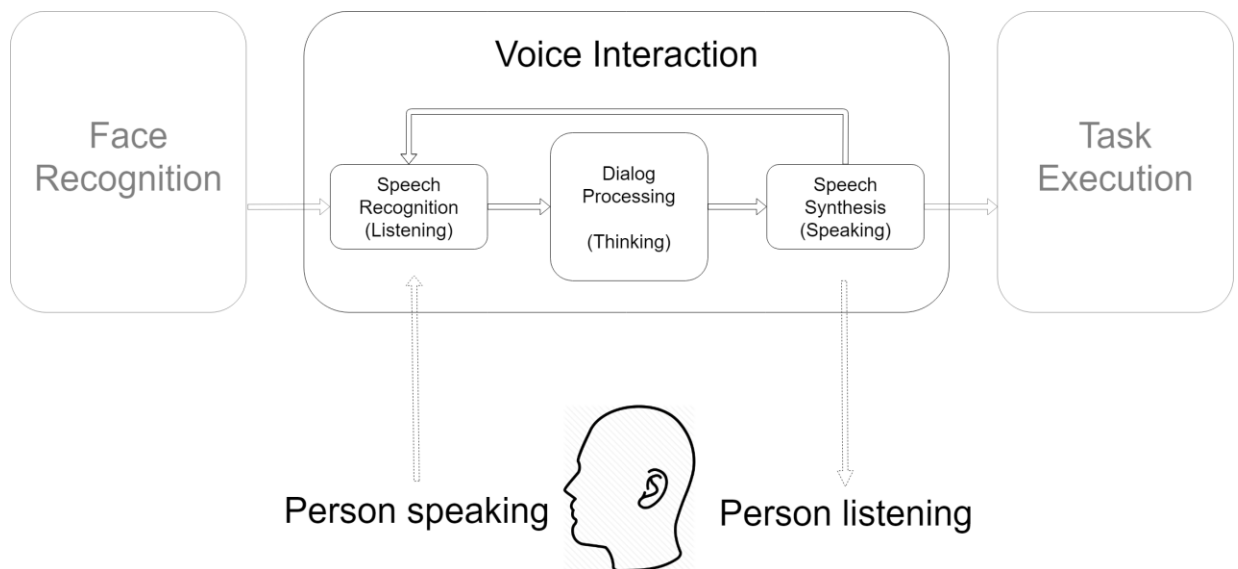 Voice Interaction
Face
Recognition
Speech
Recognition
(Listening)
Dialog
Processing
(Thinking)
Speech
Synthesis
(Speaking)
Task
Execution
Person speaking
Person listening